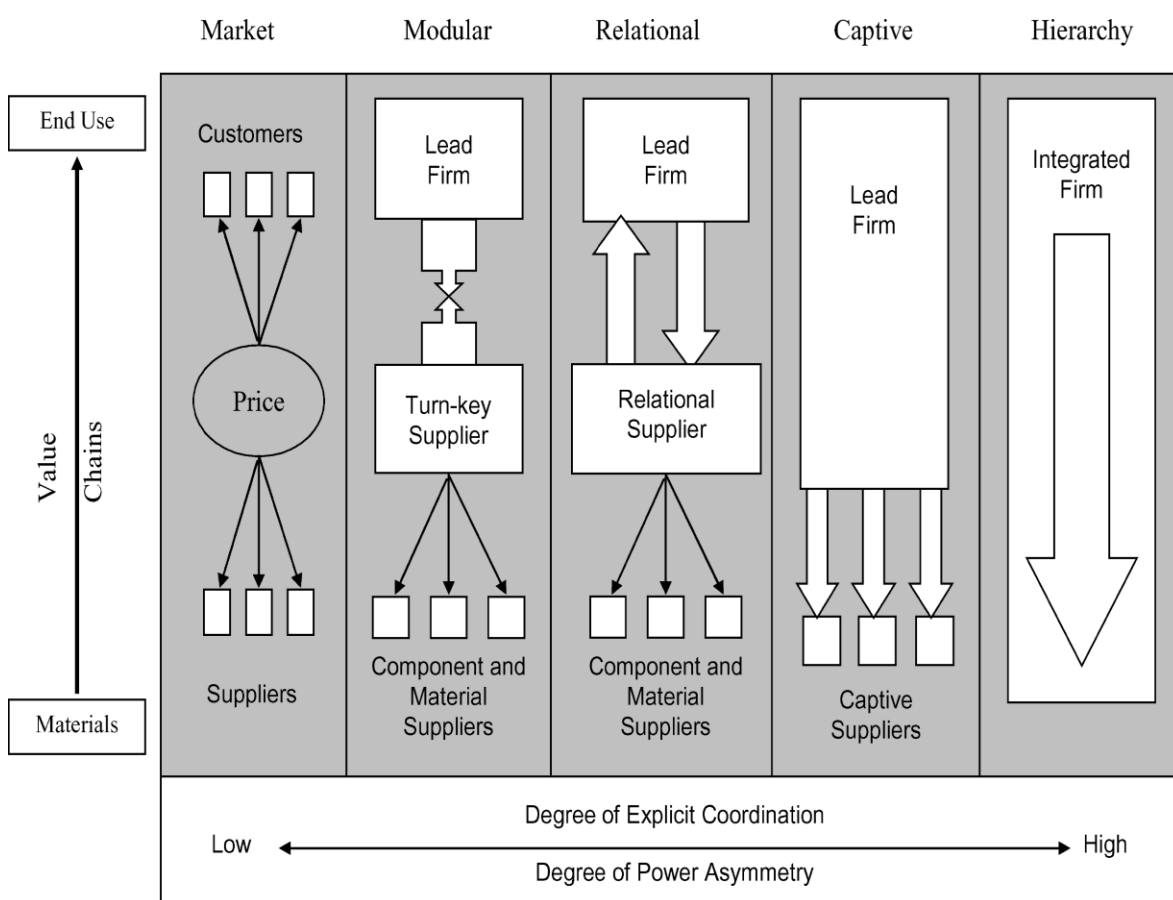 Market
Modular
Relational
Captive
Hierarchy
End Use
Value
Chains
Materials
Customers
Price
Suppliers
Lead
Firm
Turn-key
Supplier
Component and
Material
Suppliers
Lead
Firm
Relational
Supplier
Component and
Material
Suppliers
Lead
Firm
Captive
Suppliers
Integrated
Firm
Degree of Explicit Coordination
Low
High
Degree of Power Asymmetry